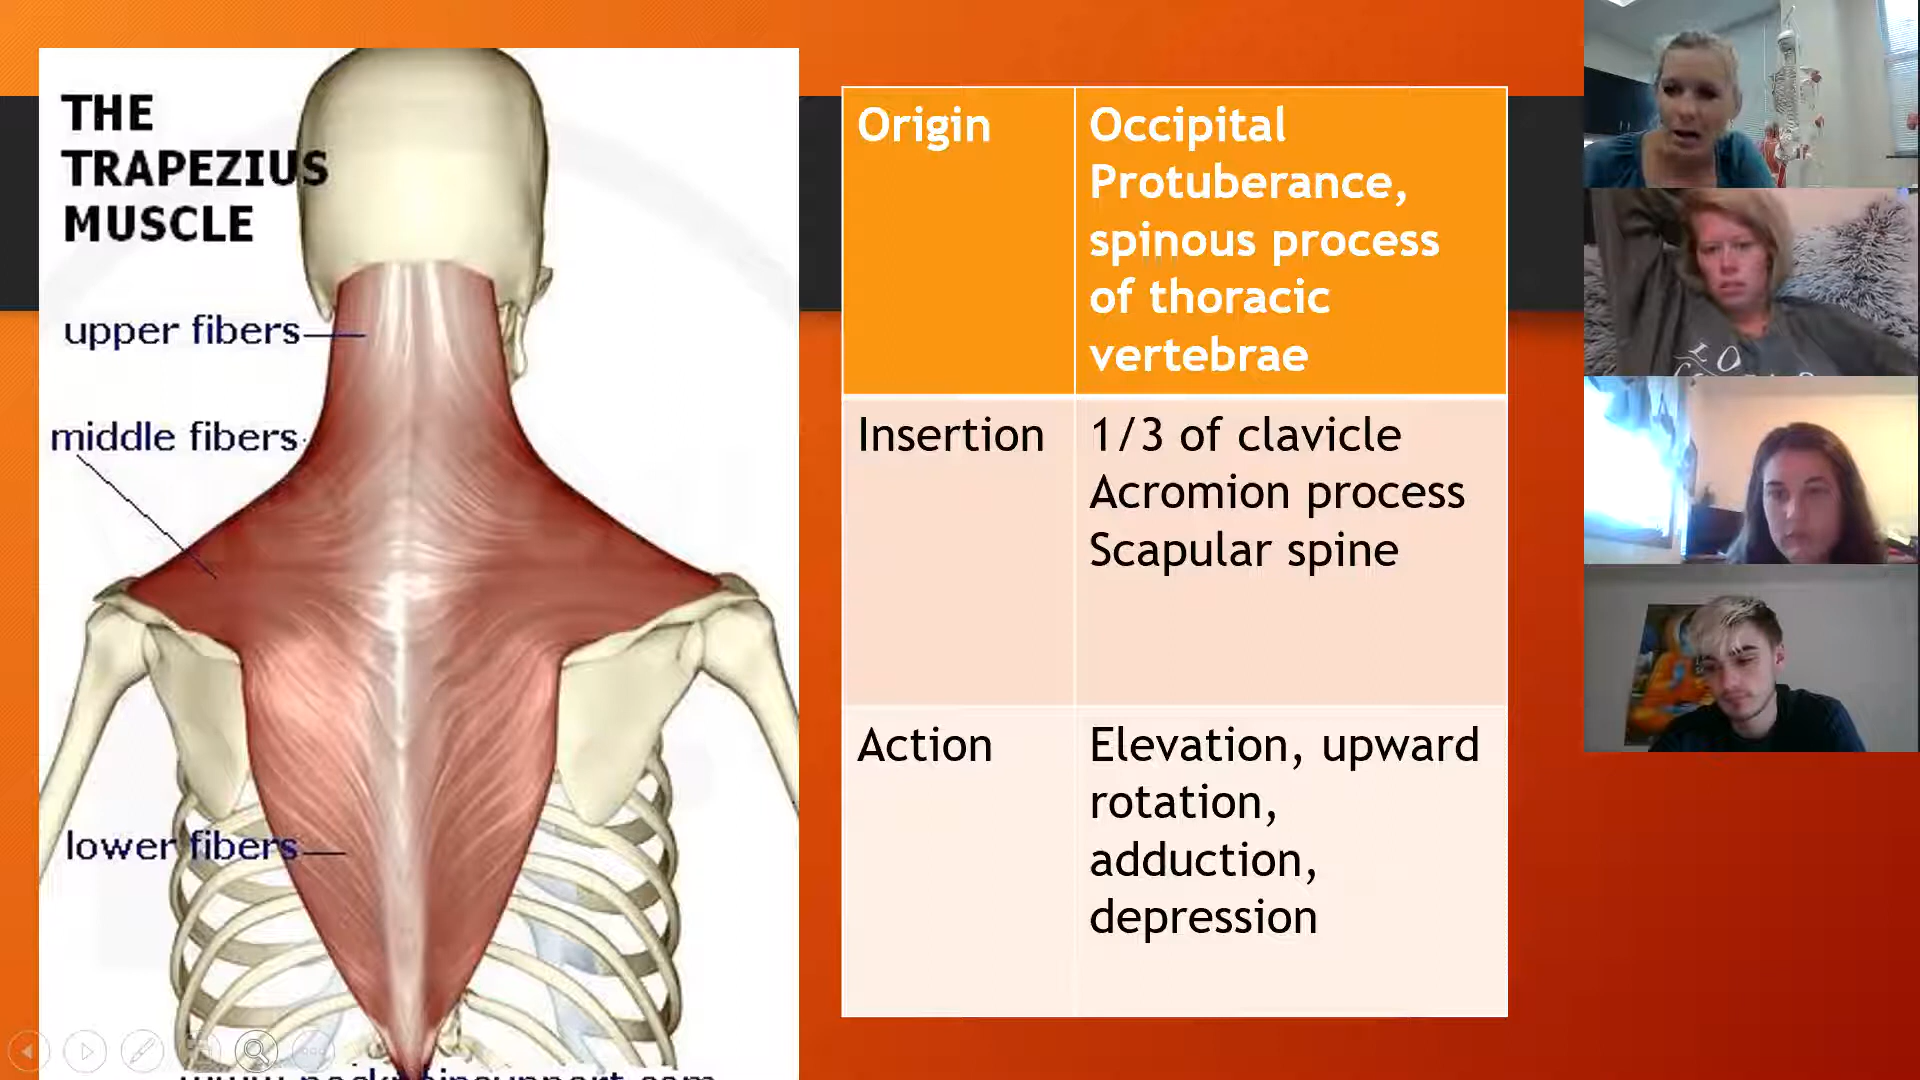 THE
TRAPEZIUS
MUSCLE
upper fibers
middle fibers
lower fibers
Origin
Occipital
Protuberance,
spinous process
of thoracic
vertebrae
Insertion
1/3 of clavicle
Acromion process
Scapular spine
Action
Elevation, upward
rotation,
adduction,
depression
LO